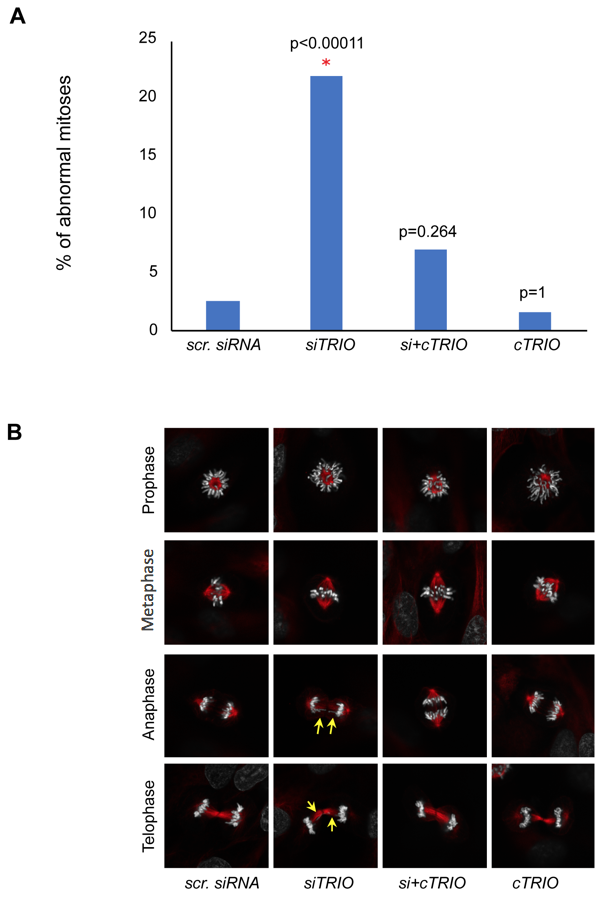 A
% of abnormal mitoses
25
20
15
10
5
0
p<0.00011
*
p=0.264
p=1
scr. siRNA
siTRIO
si+cTRIO
cTRIO
B
Prophase
Metaphase
Anaphase
Telophase
scr. siRNA
siTRIO
si+cTRIO
cTRIO